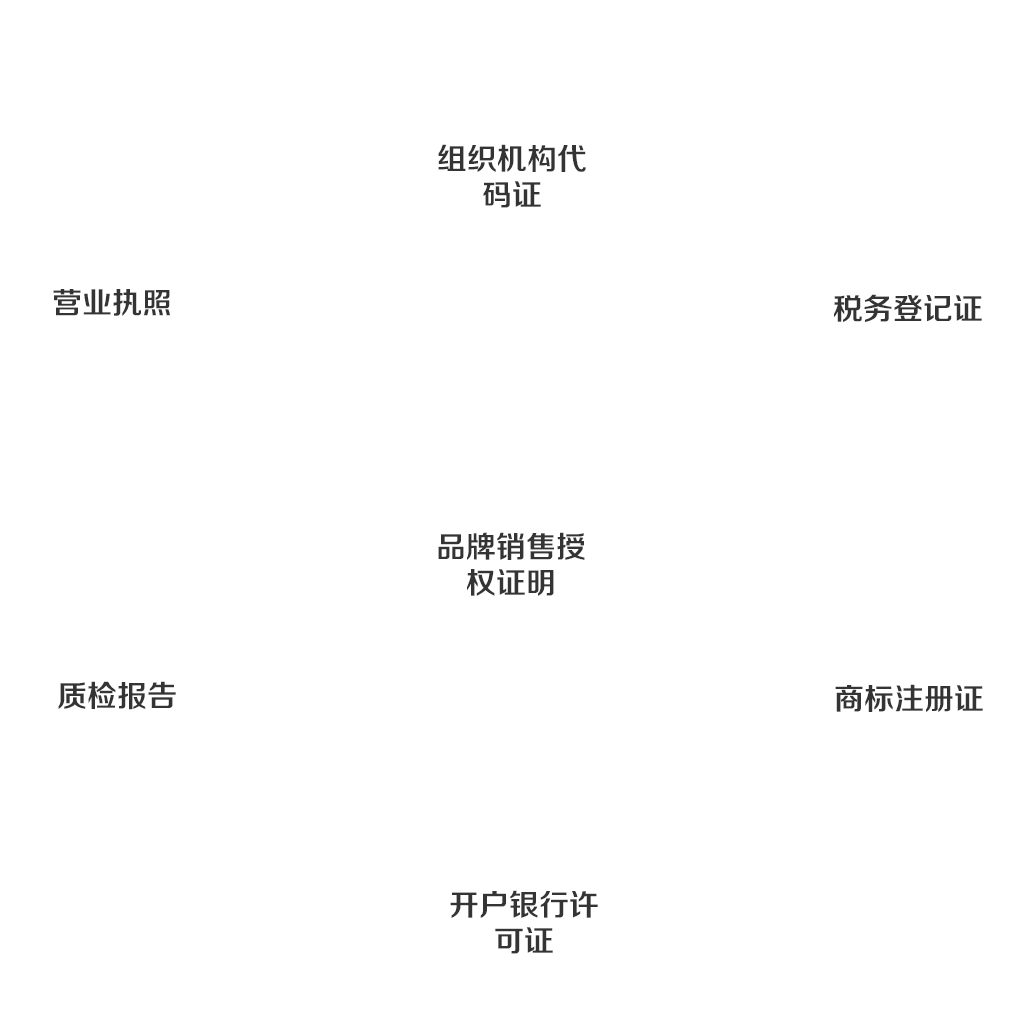 组织机构代
码证
营业执照
税务登记证
品牌销售授
权证明
质检报告
商标注册证
开户银行许
可证